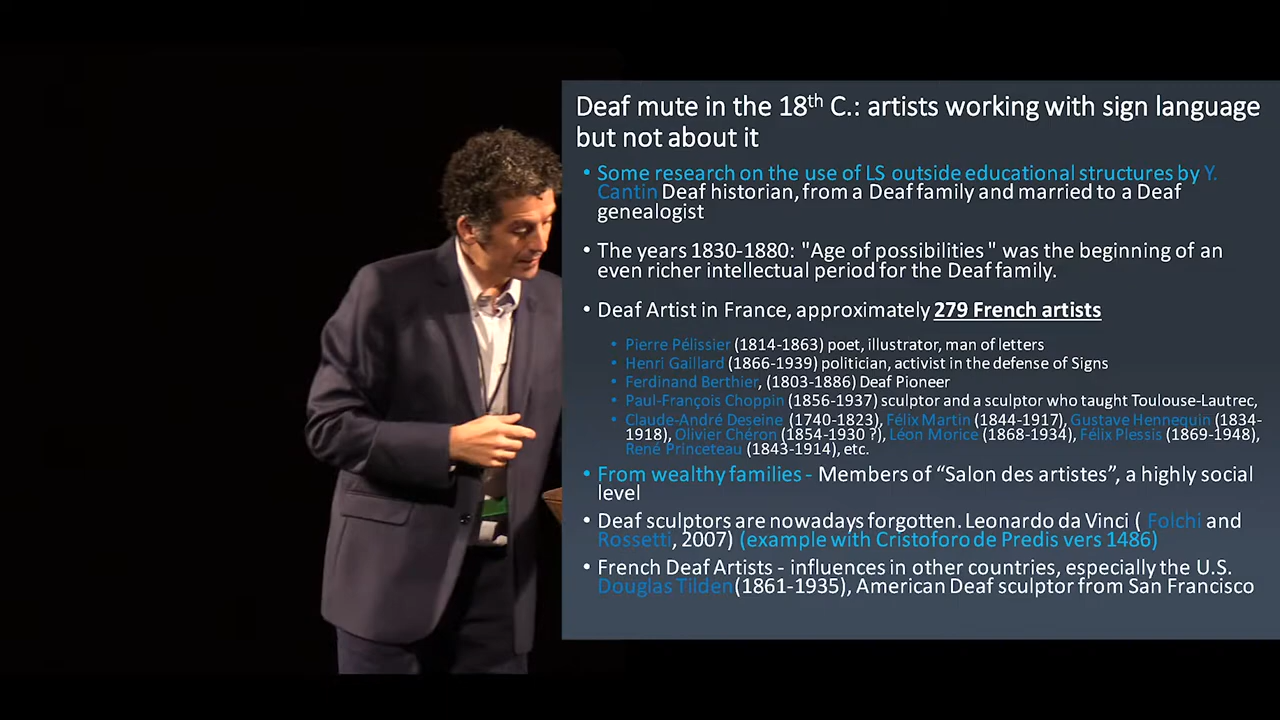 Deaf mute in the 18th C.: artists working with sign language
but not about it
• Some research on the use of LS outside educational structures by Y.
Cantin Deaf historian, from a Deaf family and married to a Deaf
genealogist
• The years 1830-1880: "Age of possibilities " was the beginning of an
even richer intellectual period for the Deaf family.
• Deaf Artist in France, approximately 279 French artists
• Pierre Pélissier (1814-1863) poet, illustrator, man of letters
• Henri Gaillard (1866-1939) politician, activist in the defense of Signs
• Ferdinand Berthier, (1803-1886) Deaf Pioneer
• Paul-François Choppin (1856-1937) sculptor and a sculptor who taught Toulouse-Lautrec,
• Claude-André Deseine (1740-1823), Félix Martin (1844-1917), Gustave Hennequin (1834-
1918), Olivier Chéron (1854-1930 ?), Léon Morice (1868-1934), Félix Plessis (1869-1948),
René Princeteau (1843-1914), etc.
• From wealthy families - Members of “Salon des artistes”, a highly social
level
• Deaf sculptors are nowadays forgotten. Leonardo da Vinci ( Folchi and
Rossetti, 2007) (example with Cristoforo de Predis vers 1486)
• French Deaf Artists - influences in other countries, especially the U.S.
Douglas Tilden (1861-1935), American Deaf sculptor from San Francisco